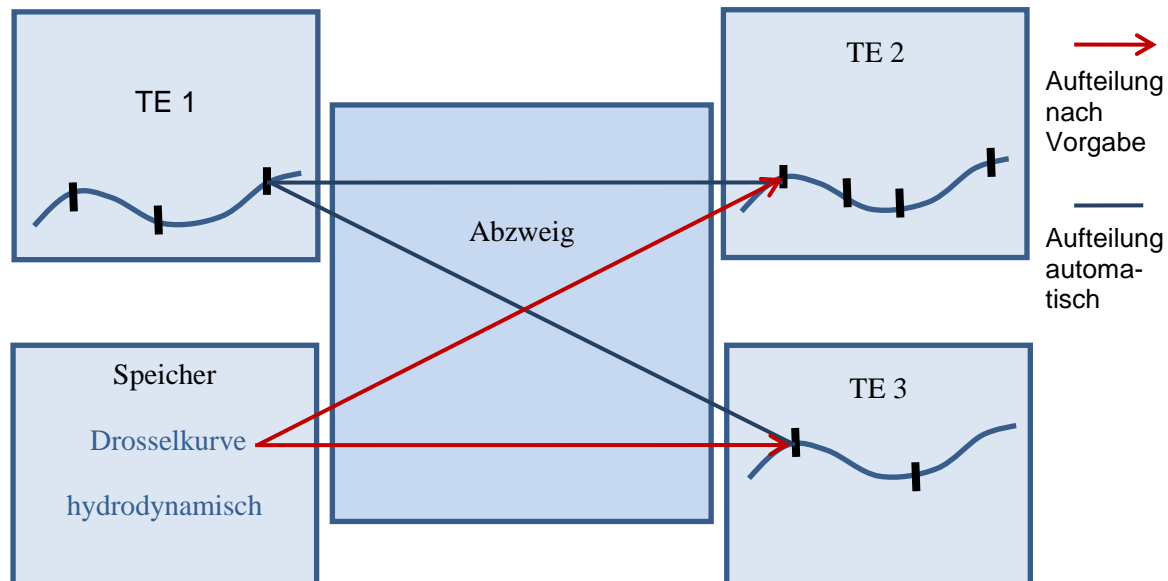 TE 1
Abzweig
TE 2
Speicher
Drosselkurve
hydrodynamisch
TE 3
Aufteilung
nach
Vorgabe
Aufteilung
automa-
tisch